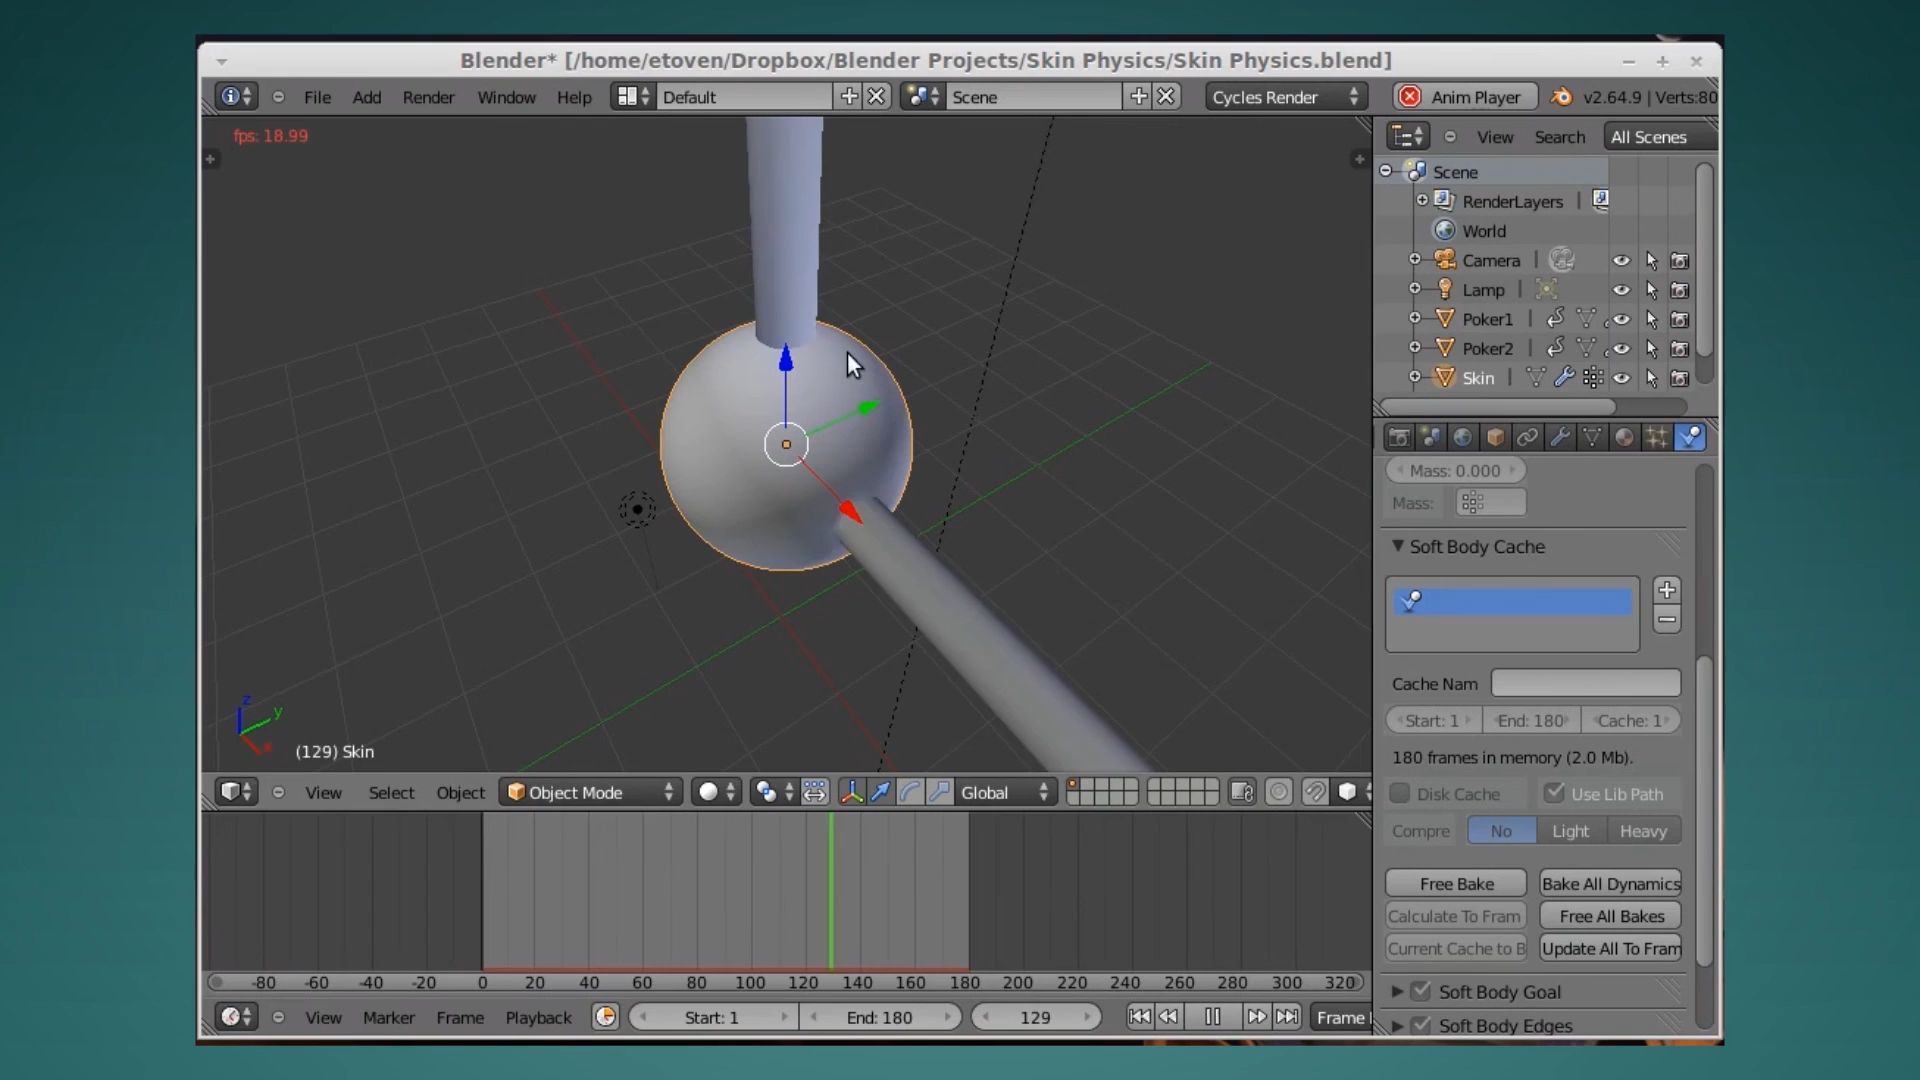 Blender* [/home/etoven/Dropbox/Blender Projects/Skin Physics/Skin Physics.blend]
File Add Render Window Help Default Scene Cycles Render Anim Player v2.64.9 | Verts:80
fps: 18.99
View Search All Scenes
Scene
RenderLayers
World
Camera
Lamp
Poker1
Poker2
Skin
Mass: 0.000
Mass:
Soft Body Cache
Cache Nam
Start: 1 End: 180 Cache: 1
180 frames in memory (2.0 Mb).
Disk Cache Use Lib Path
Compre No Light Heavy
Free Bake Bake All Dynamics
Calculate To Fram Free All Bakes
Current Cache to B Update All To Fram
Soft Body Goal
Soft Body Edges
z
y
x
(129) Skin
View Select Object Object Mode Global
-80 -60 -40 -20 0 20 40 60 80 100 120 140 160 180 200 220 240 260 280 300 320
View Marker Frame Playback Start: 1 End: 180 129 Frame